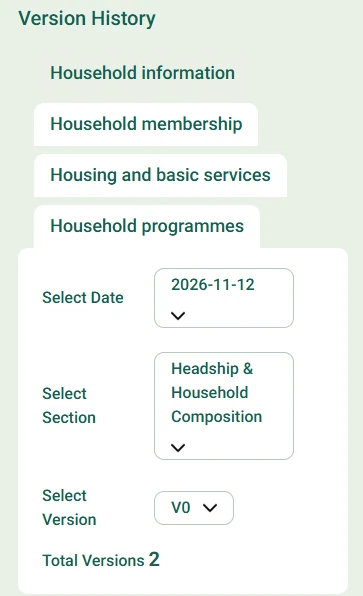 Version History
Household information
Household membership
Housing and basic services
Household programmes
Select Date
2026-11-12
Select
Section
Headship &
Household
Composition
Select
Version
V0
Total Versions 2